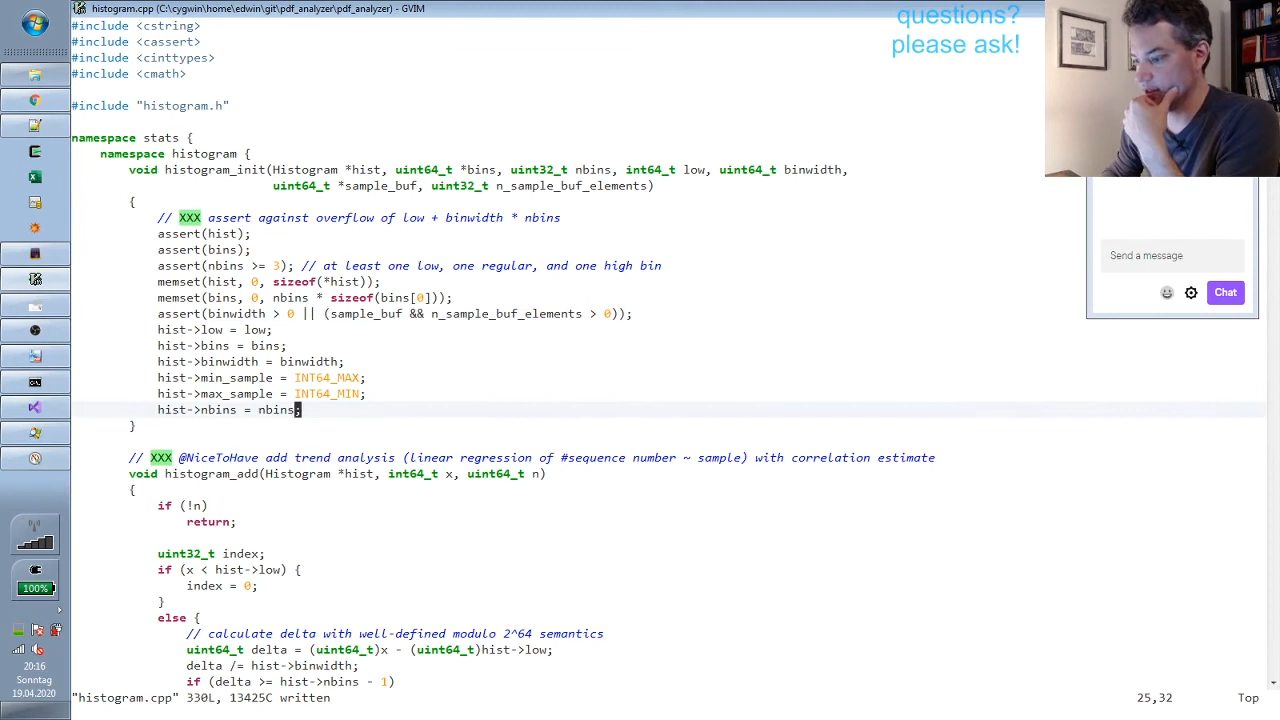 histogram.cpp (C:\cygwin\home\edwin\git\pdf_analyzer\pdf_analyzer) - GVIM
questions?
please ask!
#include <cstring>
#include <cassert>
#include <cinttypes>
#include <cmath>
#include "histogram.h"
namespace stats {
namespace histogram {
void histogram_init(Histogram *hist, uint64_t *bins, uint32_t nbins, int64_t low, uint64_t binwidth,
uint64_t *sample_buf, uint32_t n_sample_buf_elements)
{
// XXX assert against overflow of low + binwidth * nbins
assert(hist);
assert(bins);
assert(nbins >= 3); // at least one low, one regular, and one high bin
memset(hist, 0, sizeof(*hist));
memset(bins, 0, nbins * sizeof(bins[0]));
assert(binwidth > 0 || (sample_buf && n_sample_buf_elements > 0));
hist->low = low;
hist->bins = bins;
hist->binwidth = binwidth;
hist->min_sample = INT64_MAX;
hist->max_sample = INT64_MIN;
hist->nbins = nbins;
}
// XXX @NiceToHave add trend analysis (linear regression of #sequence number ~ sample) with correlation estimate
void histogram_add(Histogram *hist, int64_t x, uint64_t n)
{
if (!n)
return;
uint32_t index;
if (x < hist->low) {
index = 0;
}
else {
// calculate delta with well-defined modulo 2^64 semantics
uint64_t delta = (uint64_t)x - (uint64_t)hist->low;
delta /= hist->binwidth;
if (delta >= hist->nbins - 1)
"histogram.cpp" 330L, 13425C written
25,32
Top
Send a message
Chat
100%
20:16
Sonntag
19.04.2020